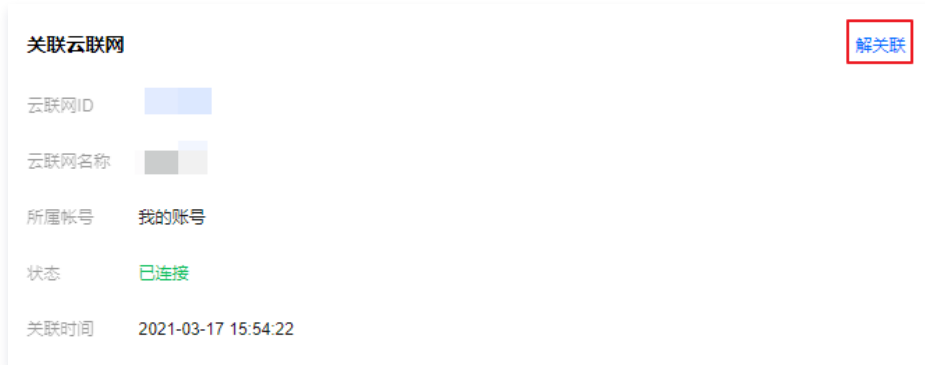 关联云联网
解关联
云联网ID
云联网名称
所属帐号 我的账号
状态 已连接
关联时间 2021-03-17 15:54:22